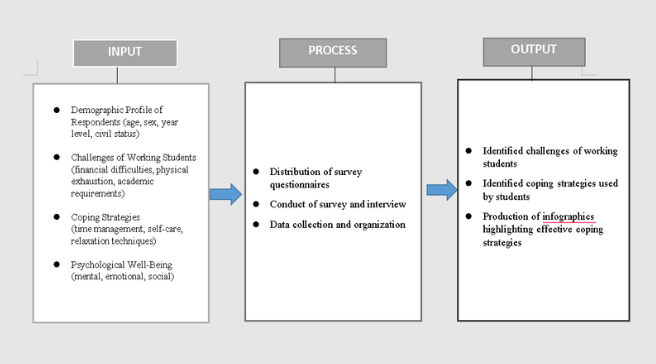 INPUT
Demographic Profile of
Respondents (age, sex, year
level, civil status)
Challenges of Working Students
(financial difficulties, physical
exhaustion, academic
requirements)
Coping Strategies
(time management, self-care,
relaxation techniques)
Psychological Well-Being
(mental, emotional, social)
PROCESS
Distribution of survey
questionnaires
Conduct of survey and interview
Data collection and organization
OUTPUT
Identified challenges of working
students
Identified coping strategies used
by students
Production of infographics
highlighting effective coping
strategies